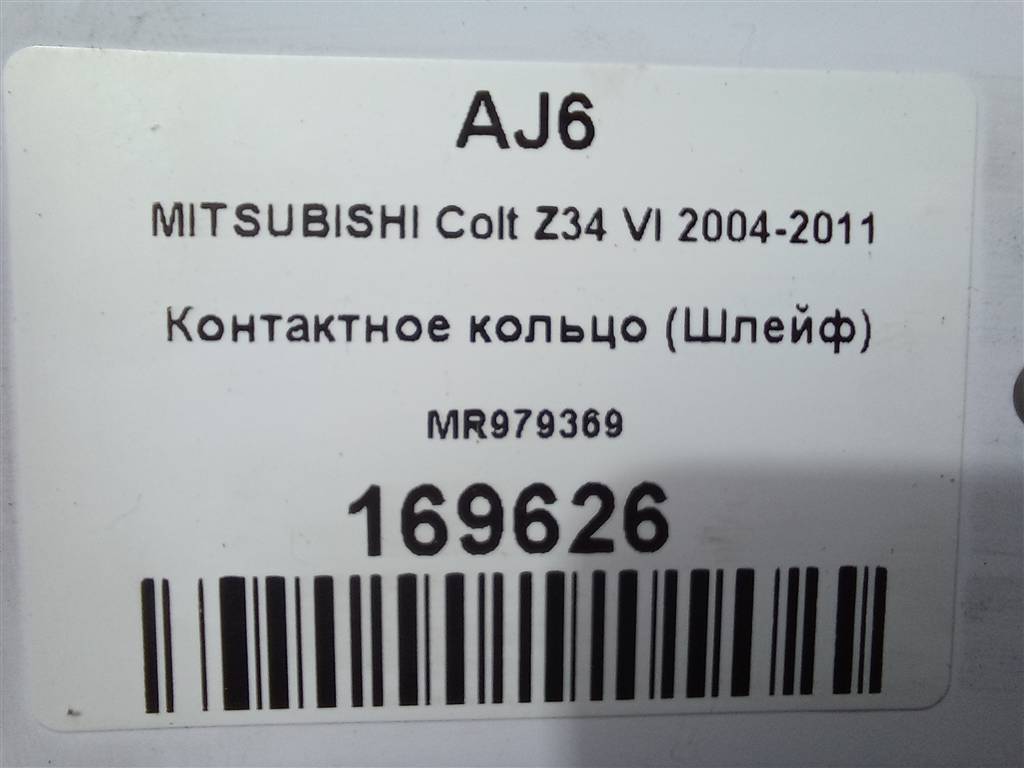 AJ6
MITSUBISHI Colt Z34 VI 2004-2011
Контактное кольцо (Шлейф)
MR979369
169626